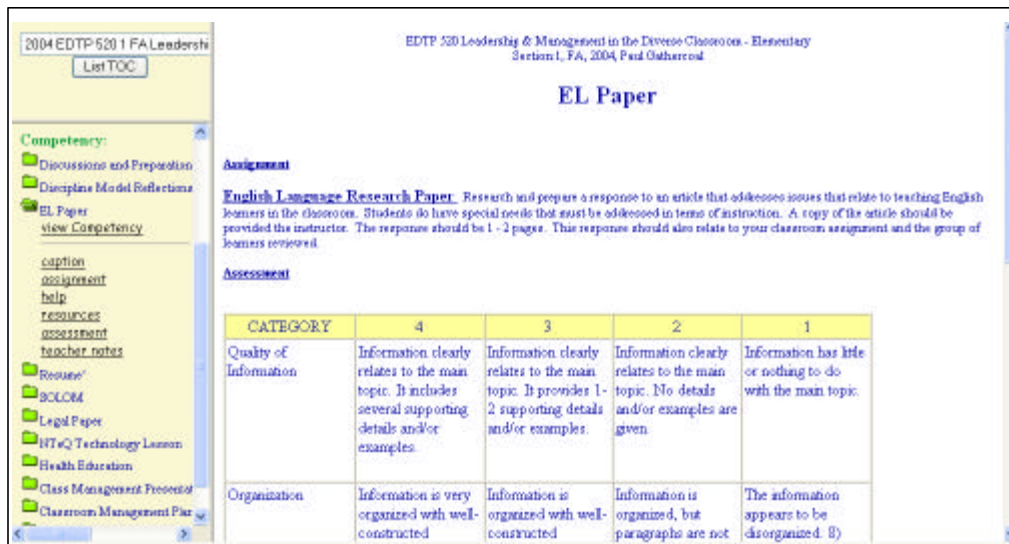 2004 EDTP 520 1 FA Leadershi
List TOC
Competency:
Discussions and Preparation
Discipline Model Reflections
EL Paper
view Competency
caption
assignment
help
resources
assessment
teacher notes
Resume'
SOLOM
Legal Paper
NTeQ Technology Lesson
Health Education
Class Management Presentat
Classroom Management Plan
EDTP 520 Leadership & Management in the Diverse Classroom - Elementary
Section 1, FA, 2004, Paul Gathercoal
EL Paper
Assignment
English Language Research Paper Research and prepare a response to an article that addresses issues that relate to teaching English
learners in the classroom. Students do have special needs that must be addressed in terms of instruction. A copy of the article should be
provided the instructor. The response should be 1 - 2 pages. This response should also relate to your classroom assignment and the group of
learners reviewed.
Assessment
CATEGORY 4 3 2 1
Quality of
Information
Information clearly
relates to the main
topic. It includes
several supporting
details and/or
examples.
Information clearly
relates to the main
topic. It provides 1-
2 supporting details
and/or examples.
Information clearly
relates to the main
topic. No details
and/or examples are
given.
Information has little
or nothing to do
with the main topic.
Organization
Information is very
organized with well-
constructed
Information is
organized with well-
constructed
Information is
organized, but
paragraphs are not
The information
appears to be
disorganized. 8)